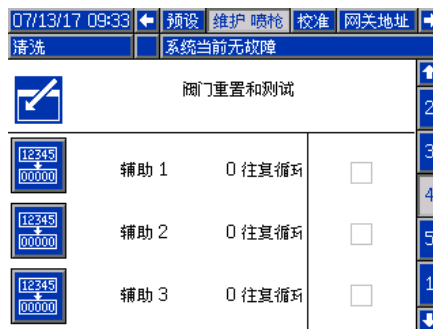 07/13/17 09:33 预设 维护 喷枪 校准 网关地址
清洗 系统当前无故障
阀门重置和测试
2
12345
00000
辅助 1 0 往复循环
3
4
12345
00000
辅助 2 0 往复循环
5
12345
00000
辅助 3 0 往复循环
1